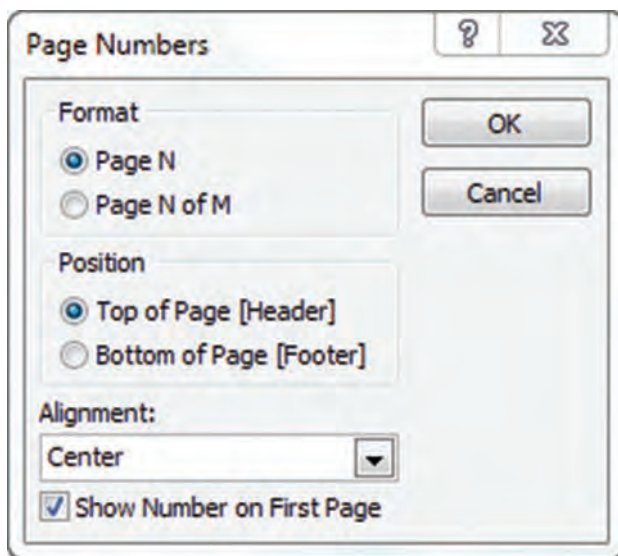 Page Numbers
Format
Page N
Page N of M
OK
Cancel
Position
Top of Page [Header]
Bottom of Page [Footer]
Alignment:
Center
Show Number on First Page